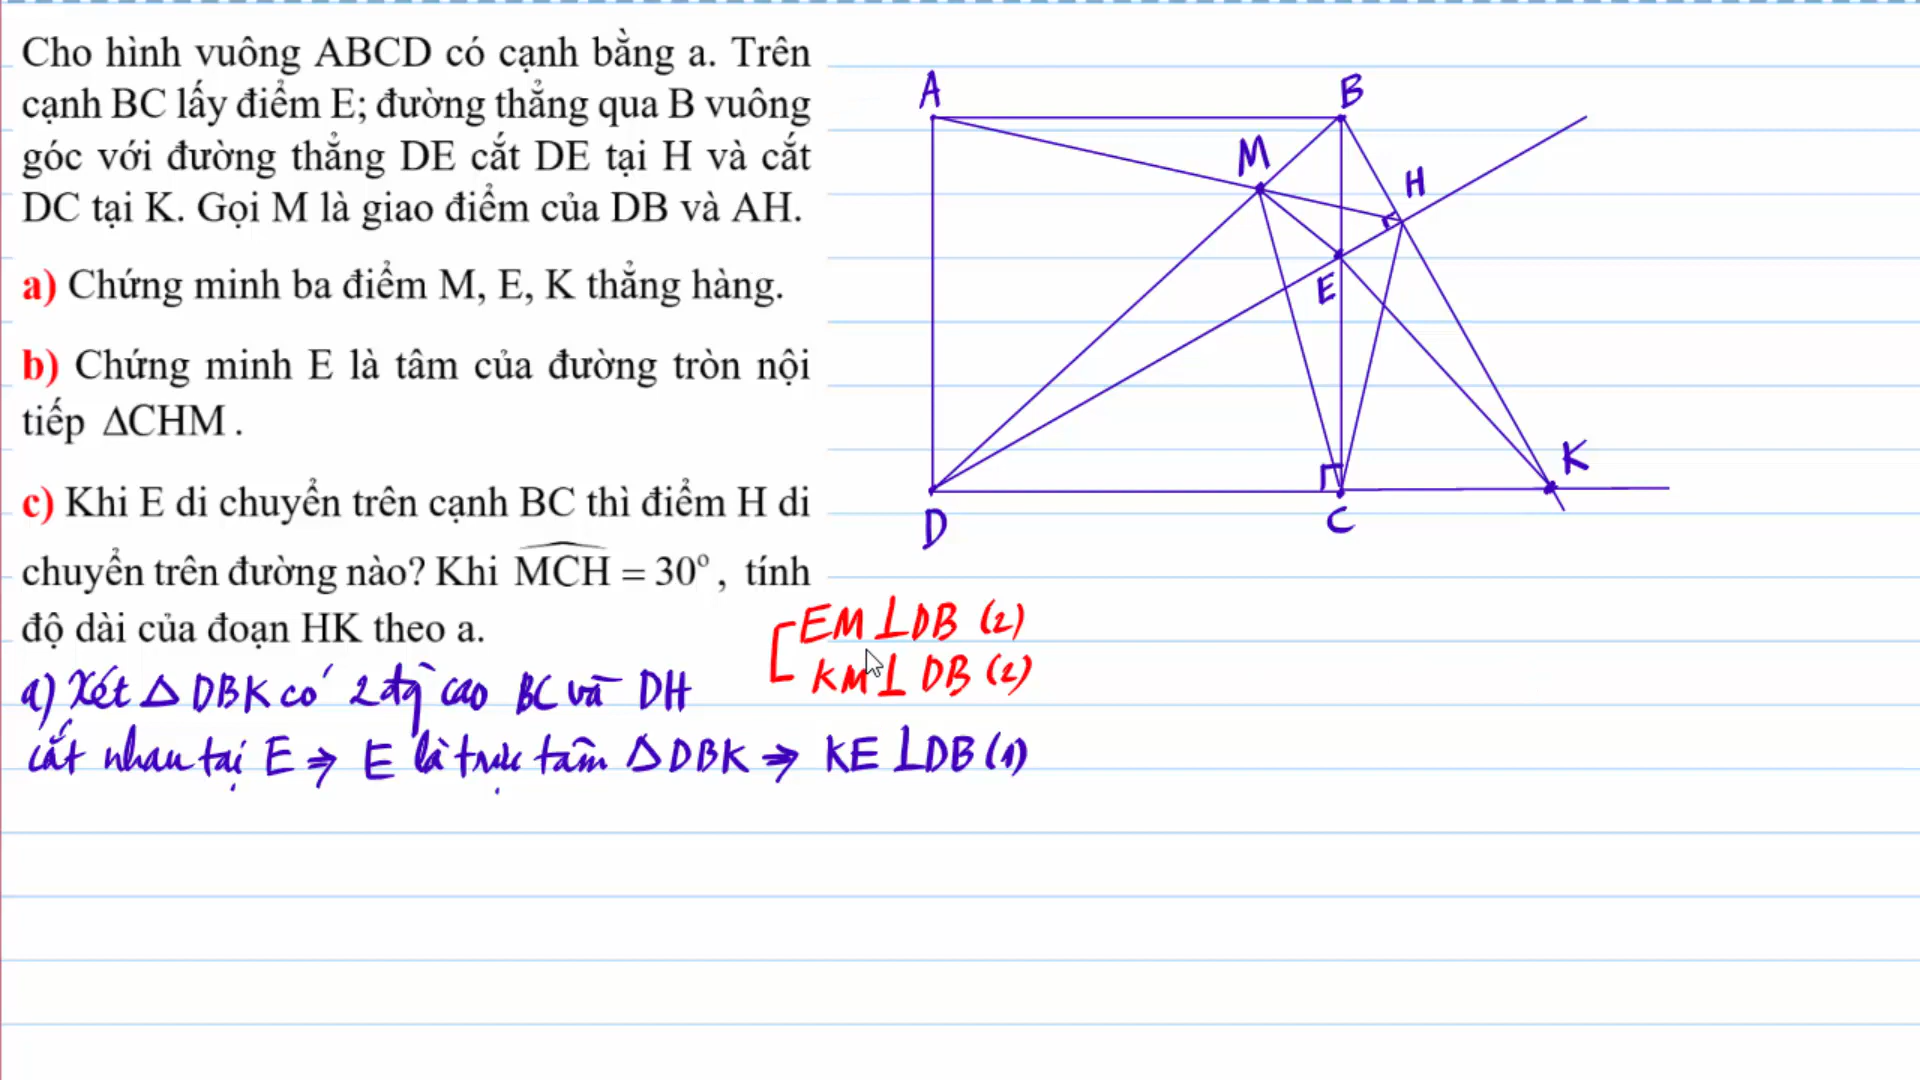 Cho hình vuông ABCD có cạnh bằng a. Trên
cạnh BC lấy điểm E; đường thẳng qua B vuông
góc với đường thẳng DE cắt DE tại H và cắt
DC tại K. Gọi M là giao điểm của DB và AH.
a) Chứng minh ba điểm M, E, K thẳng hàng.
b) Chứng minh E là tâm của đường tròn nội
tiếp ΔCHM.
c) Khi E di chuyển trên cạnh BC thì điểm H di
chuyển trên đường nào? Khi MCH = 30°, tính
độ dài của đoạn HK theo a.
EM ⊥ DB (2)
KM ⊥ DB (2)
a) Xét Δ DBK có 2 đg cao BC và DH
cắt nhau tại E ⇒ E là trực tâm Δ DBK ⇒ KE ⊥ DB (1)
A
B
M
H
E
K
D
C